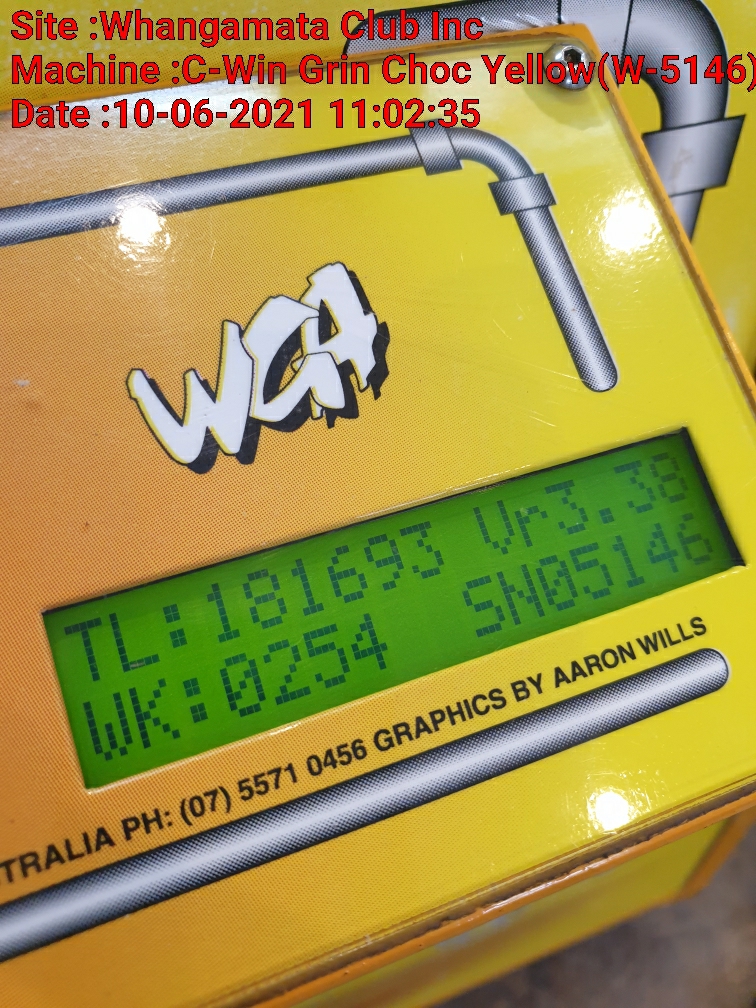 Site :Whangamata Club Inc
Machine :C-Win Grin Choc Yellow(W-5146)
Date :10-06-2021 11:02:35
WGA
TL:181693 Vr3.38
WK:0254 SN05146
TRALIA PH: (07) 5571 0456 GRAPHICS BY AARON WILLS